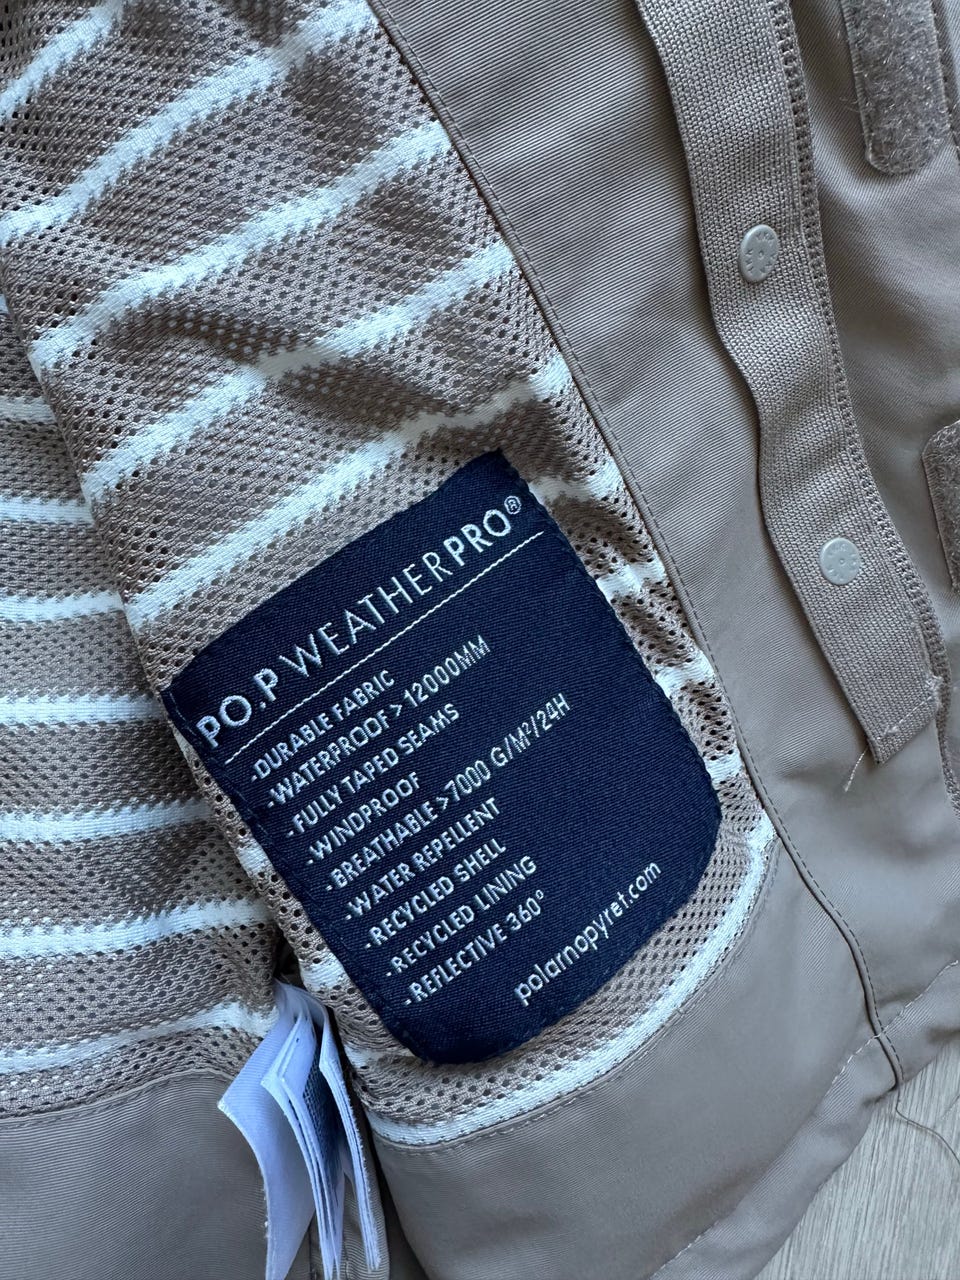 PO.P WEATHERPRO®
-DURABLE FABRIC
-WATERPROOF > 12000MM
-FULLY TAPED SEAMS
-WINDPROOF
-BREATHABLE > 7000 G/M²/24H
-WATER REPELLENT
-RECYCLED SHELL
-RECYCLED LINING
-REFLECTIVE 360°
polarnopyret.com